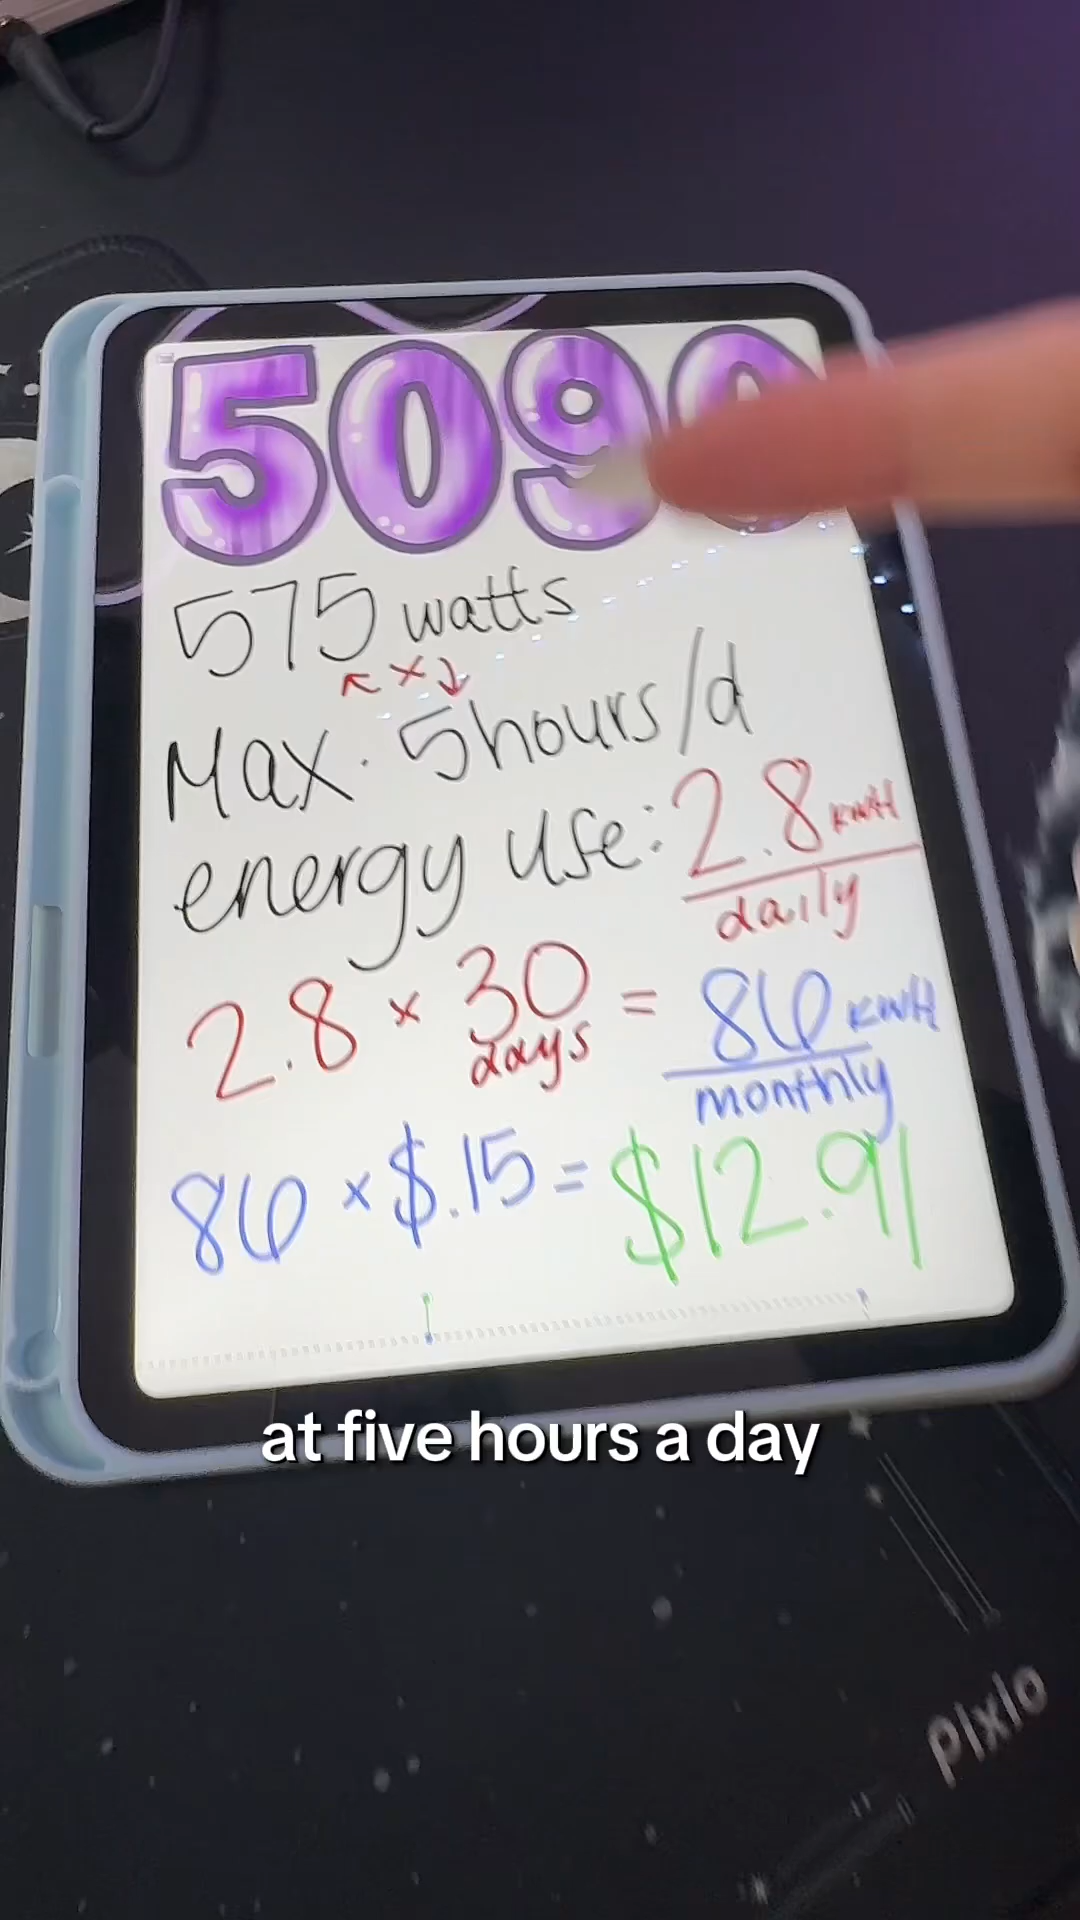 5090
575 watts
x
Max. 5hours/d
energy use: 2.8 KWH
daily
2.8 x 30 = 86 KWH
days monthly
86 x $.15 = $12.91
at five hours a day
Pixlo